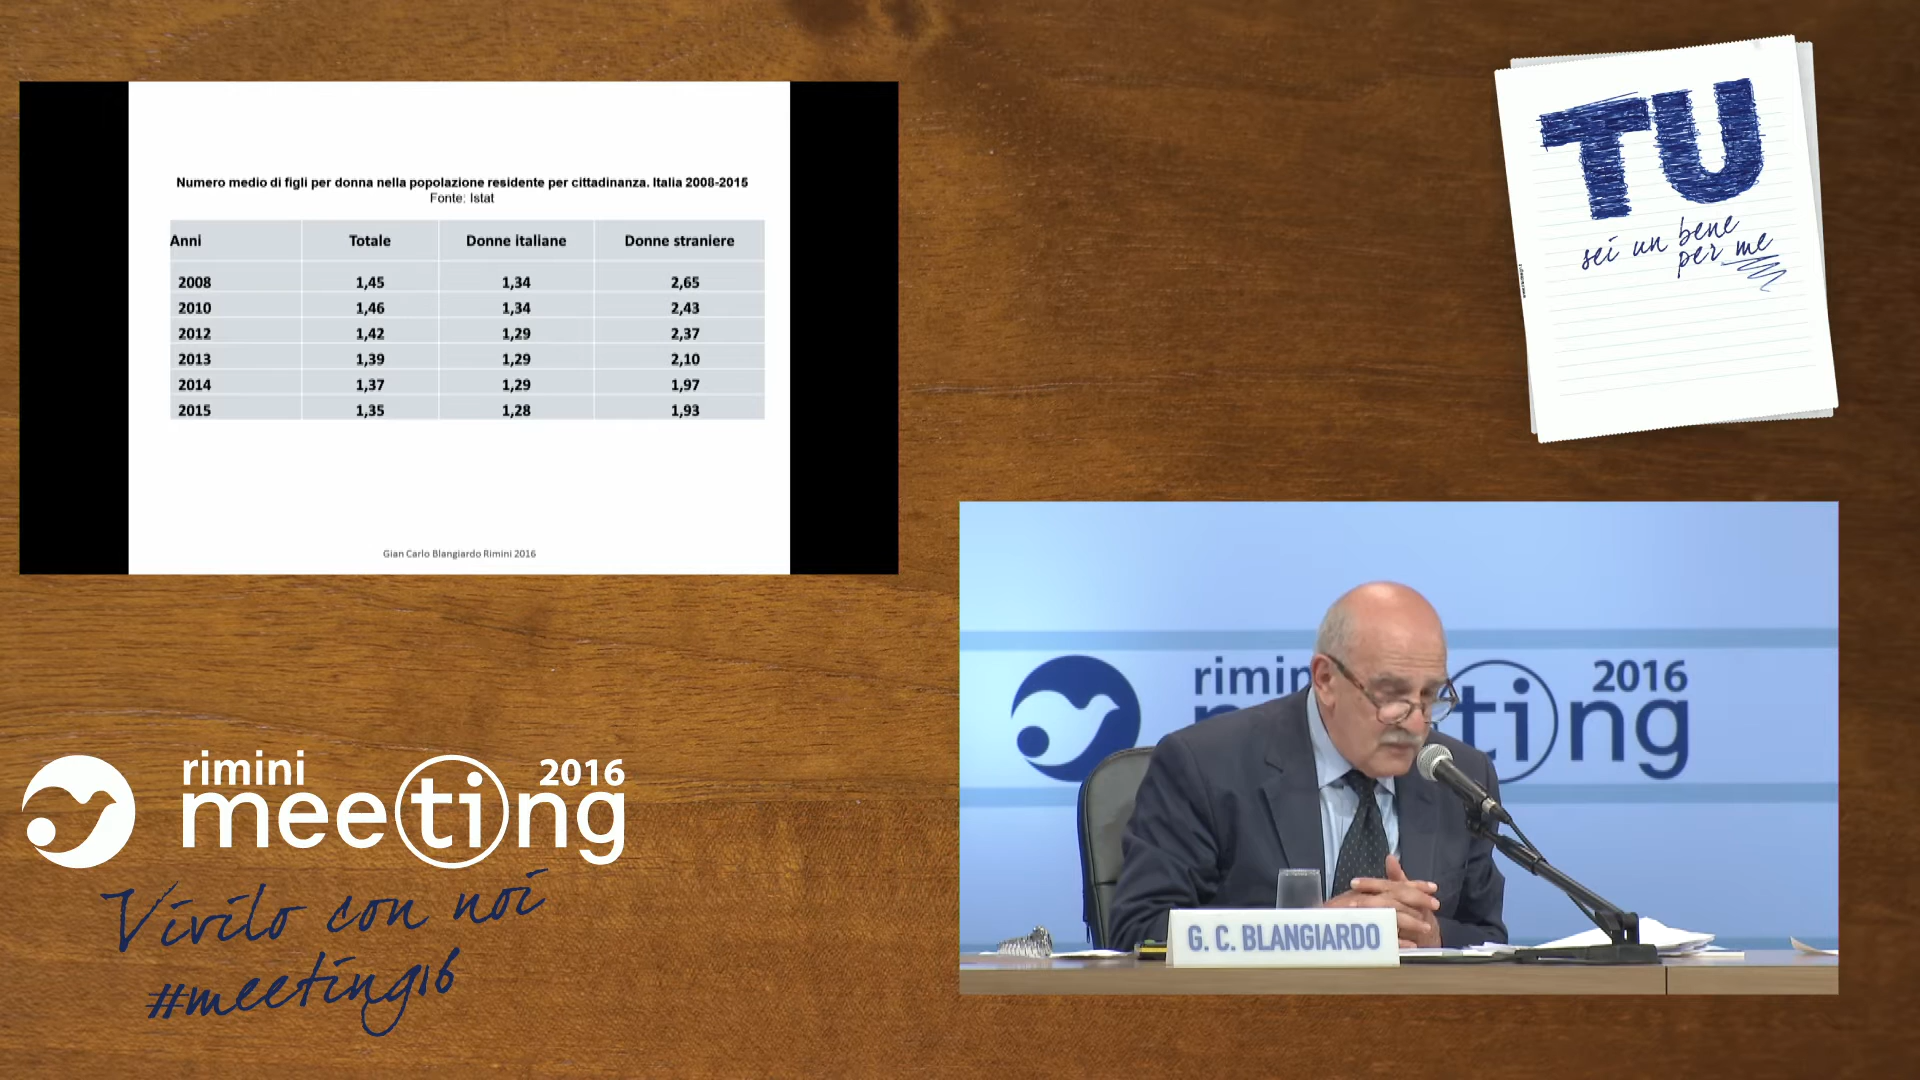 Numero medio di figli per donna nella popolazione residente per cittadinanza. Italia 2008-2015
Fonte: Istat
Anni Totale Donne italiane Donne straniere
2008 1,45 1,34 2,65
2010 1,46 1,34 2,43
2012 1,42 1,29 2,37
2013 1,39 1,29 2,10
2014 1,37 1,29 1,97
2015 1,35 1,28 1,93
Gian Carlo Blangiardo Rimini 2016
TU
sei un bene
per me
rimini 2016
meeting
G. C. BLANGIARDO
rimini 2016
meeting
Vivilo con noi
#meeting16